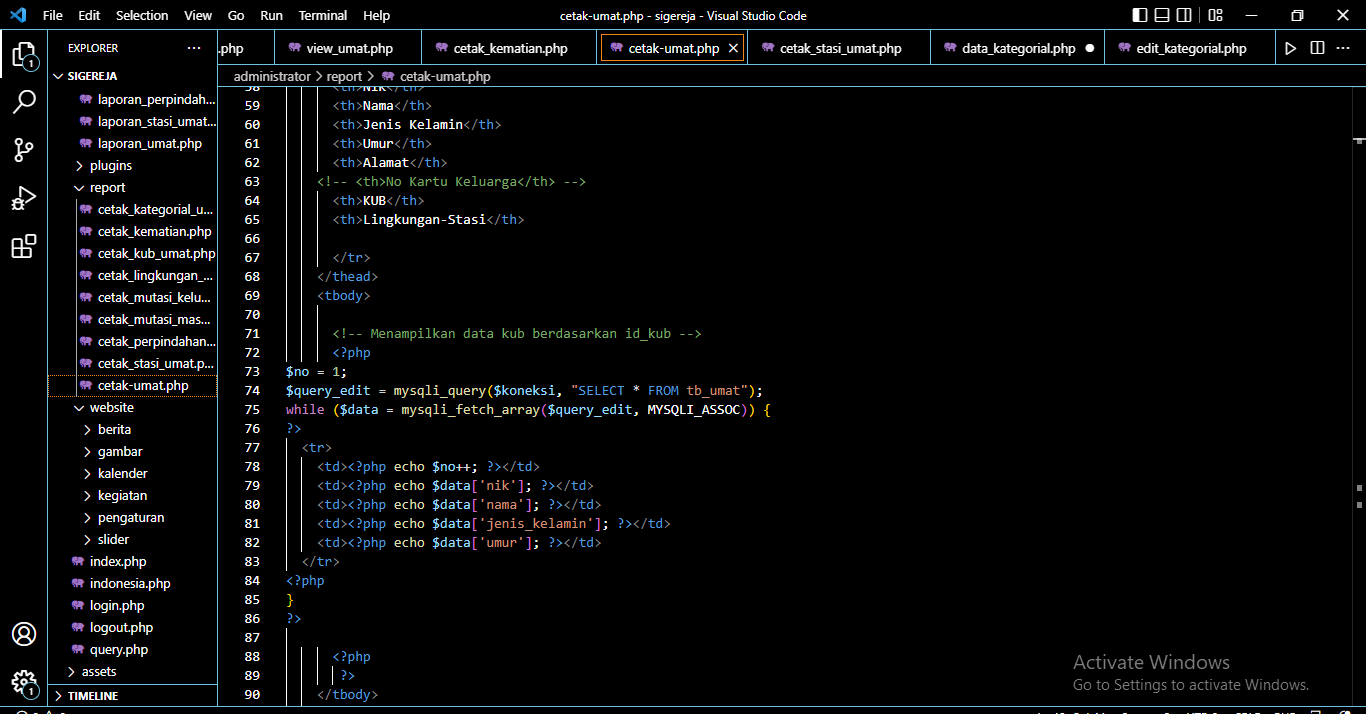 File Edit Selection View Go Run Terminal Help
cetak-umat.php - sigereja - Visual Studio Code
EXPLORER
.php
view_umat.php
cetak_kematian.php
cetak-umat.php
cetak_stasi_umat.php
data_kategorial.php
edit_kategorial.php
SIGEREJA
laporan_perpindah...
laporan_stasi_umat...
laporan_umat.php
plugins
report
cetak_kategorial_u...
cetak_kematian.php
cetak_kub_umat.php
cetak_lingkungan_...
cetak_mutasi_kelu...
cetak_mutasi_mas...
cetak_perpindahan...
cetak_stasi_umat.p...
cetak-umat.php
website
berita
gambar
kalender
kegiatan
pengaturan
slider
index.php
indonesia.php
login.php
logout.php
query.php
assets
TIMELINE
1
1
administrator > report > cetak-umat.php
58 <th>Nik</th>
59 <th>Nama</th>
60 <th>Jenis Kelamin</th>
61 <th>Umur</th>
62 <th>Alamat</th>
63 <!-- <th>No Kartu Keluarga</th> -->
64 <th>KUB</th>
65 <th>Lingkungan-Stasi</th>
66
67 </tr>
68 </thead>
69 <tbody>
70
71 <!-- Menampilkan data kub berdasarkan id_kub -->
72 <?php
73 $no = 1;
74 $query_edit = mysqli_query($koneksi, "SELECT * FROM tb_umat");
75 while ($data = mysqli_fetch_array($query_edit, MYSQLI_ASSOC)) {
76 ?>
77 <tr>
78 <td><?php echo $no++; ?></td>
79 <td><?php echo $data['nik']; ?></td>
80 <td><?php echo $data['nama']; ?></td>
81 <td><?php echo $data['jenis_kelamin']; ?></td>
82 <td><?php echo $data['umur']; ?></td>
83 </tr>
84 <?php
85 }
86 ?>
87
88 <?php
89 ?>
90 </tbody>
Activate Windows
Go to Settings to activate Windows.